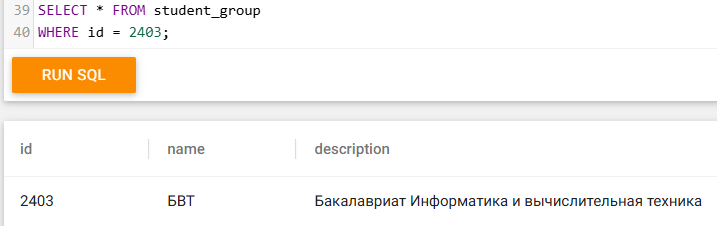 39 SELECT * FROM student_group
40 WHERE id = 2403;
RUN SQL
id name description
2403 БВТ Бакалавриат Информатика и вычислительная техника